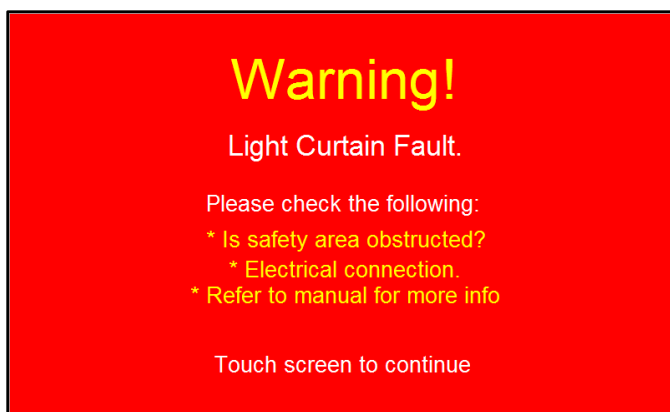 Warning!
Light Curtain Fault.
Please check the following:
* Is safety area obstructed?
* Electrical connection.
* Refer to manual for more info
Touch screen to continue